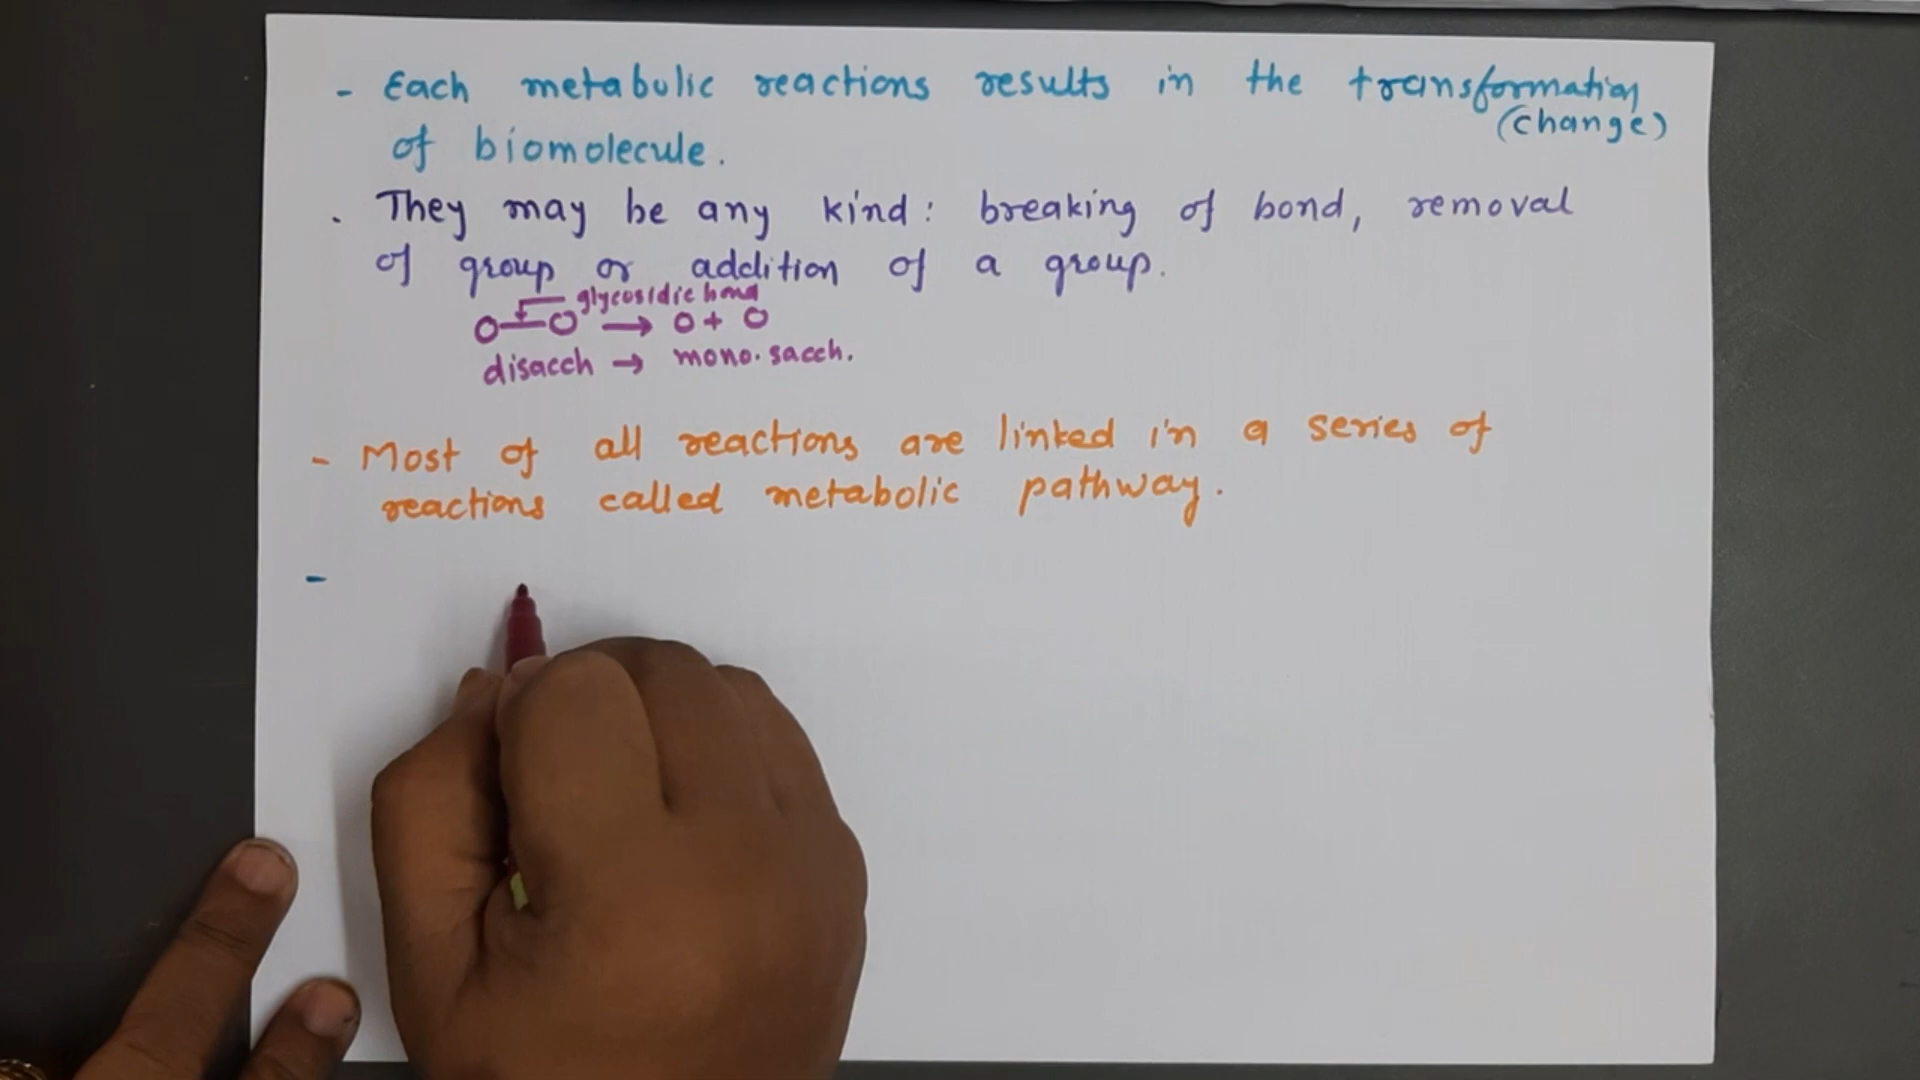 - Each metabolic reactions results in the transformation
(change)
of biomolecule.
. They may be any kind: breaking of bond, removal
of group or addition of a group.
glycosidic bond
O—O → O + O
disacch → mono. sacch.
- Most of all reactions are linked in a series of
reactions called metabolic pathway.
-